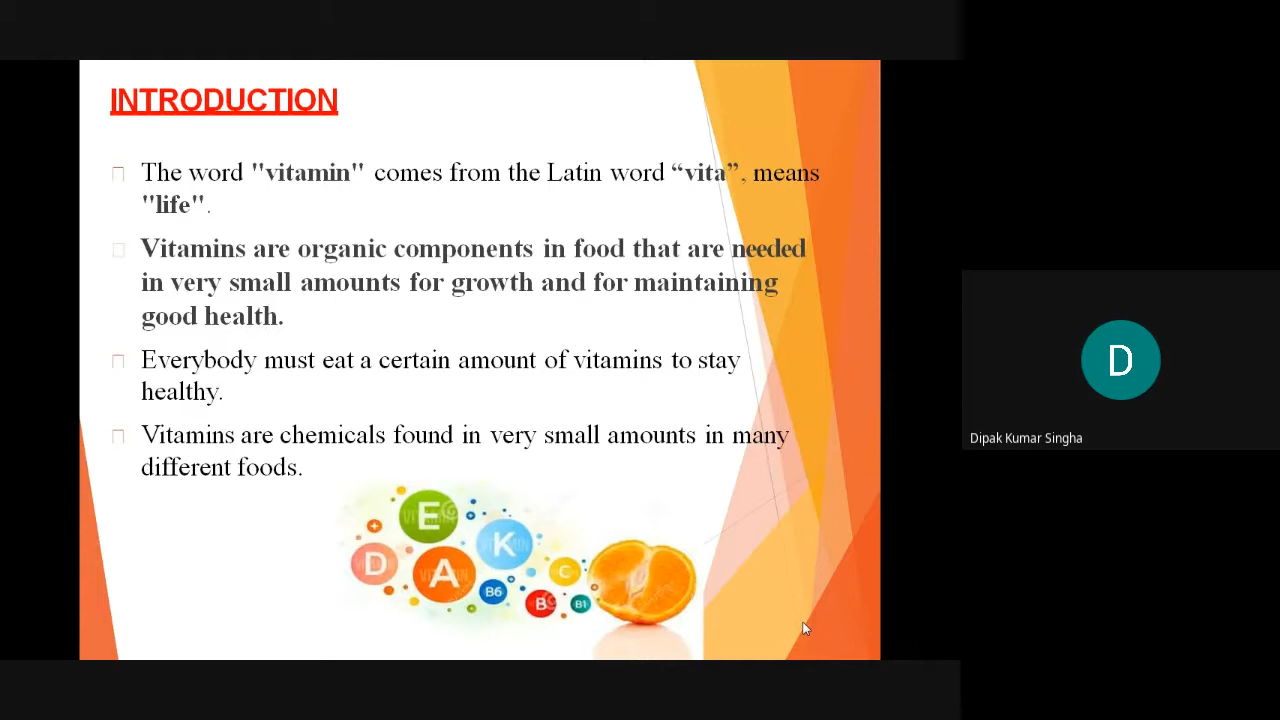 INTRODUCTION
The word "vitamin" comes from the Latin word “vita”, means
"life".
Vitamins are organic components in food that are needed
in very small amounts for growth and for maintaining
good health.
Everybody must eat a certain amount of vitamins to stay
healthy.
Vitamins are chemicals found in very small amounts in many
different foods.
E
K
D
A
C
B6
B
B1
D
Dipak Kumar Singha